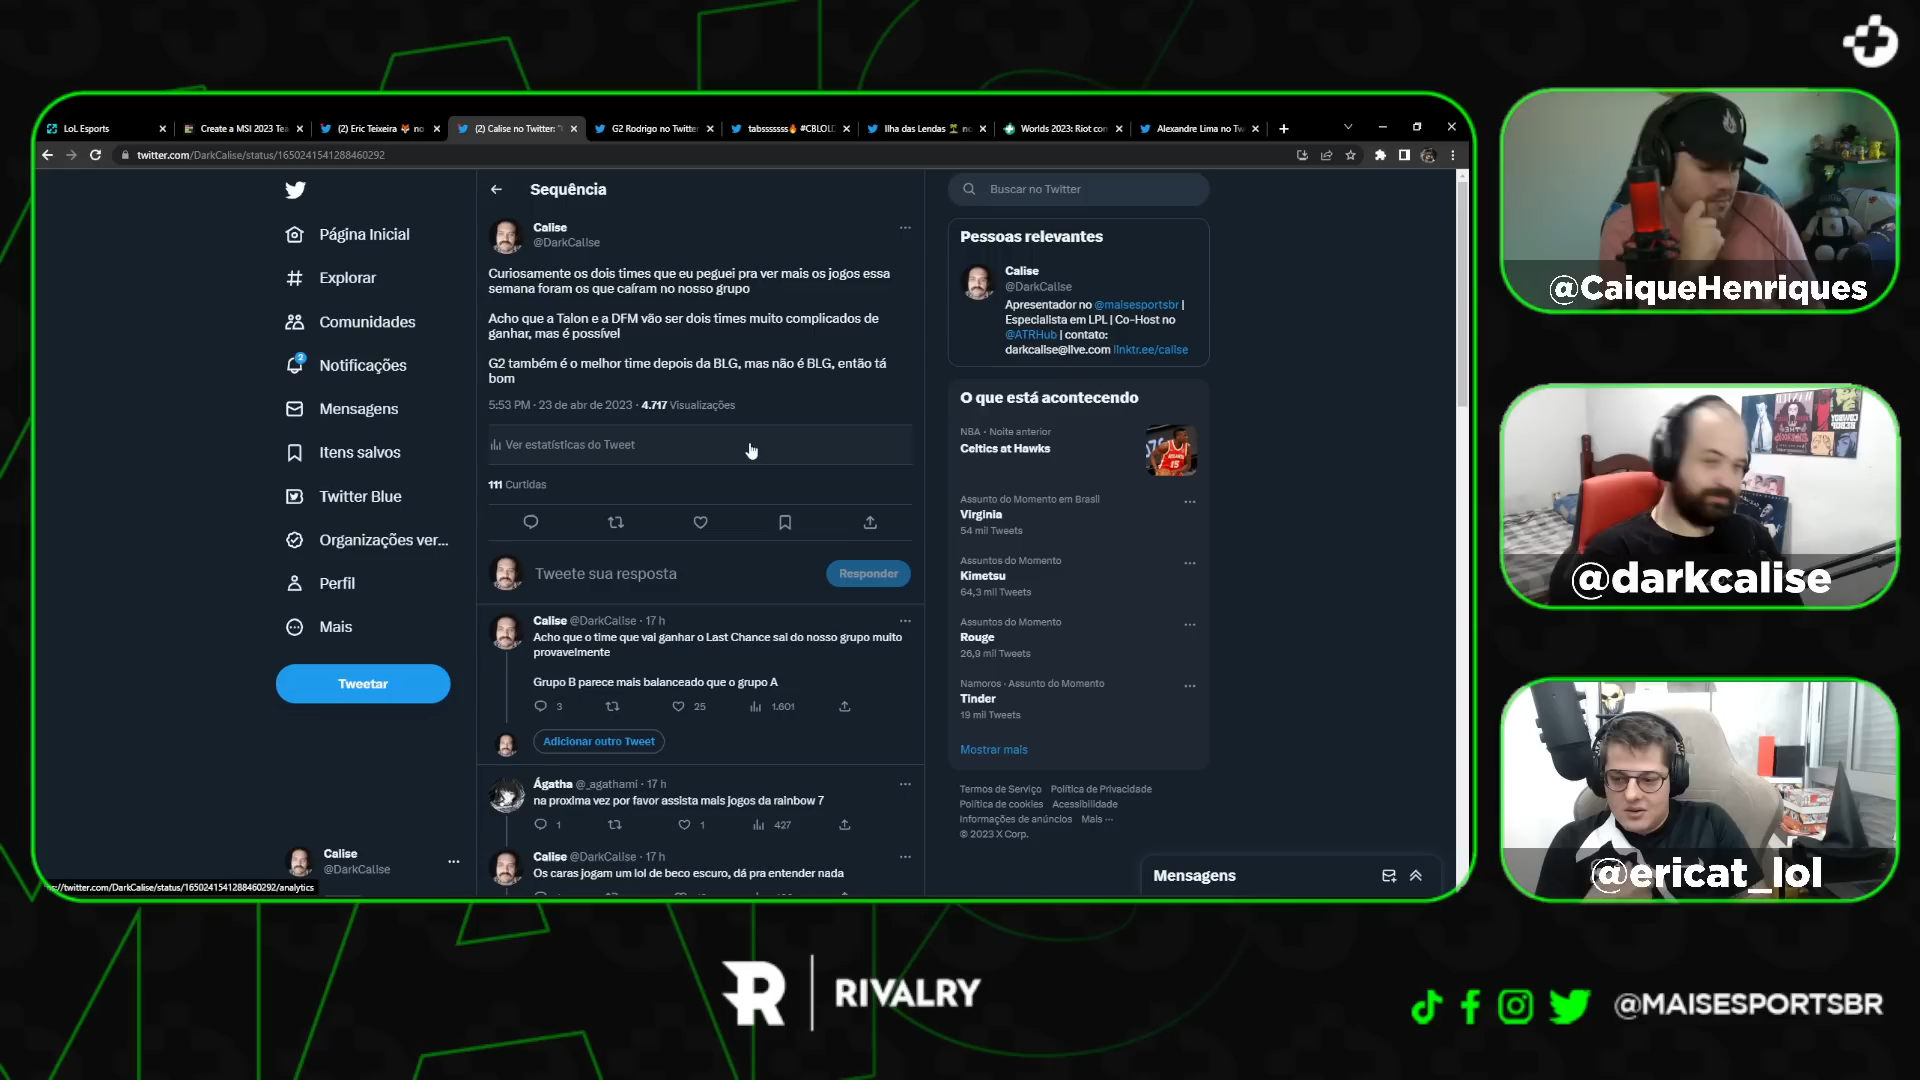 LoL Esports
Create a MSI 2023 Tea
(2) Eric Teixeira 🦊 no
(2) Calise no Twitter: "
G2 Rodrigo no Twitter
tabsssssss🔥 #CBLOL
Ilha das Lendas 🌴 no
Worlds 2023: Riot con
Alexandre Lima no Tw
twitter.com/DarkCalise/status/1650241541288460292
Página Inicial
Explorar
Comunidades
2
Notificações
Mensagens
Itens salvos
Twitter Blue
Organizações ver...
Perfil
Mais
Tweetar
Calise
@DarkCalise
s://twitter.com/DarkCalise/status/1650241541288460292/analytics
Sequência
Calise
@DarkCalise
Curiosamente os dois times que eu peguei pra ver mais os jogos essa
semana foram os que caíram no nosso grupo
Acho que a Talon e a DFM vão ser dois times muito complicados de
ganhar, mas é possível
G2 também é o melhor time depois da BLG, mas não é BLG, então tá
bom
5:53 PM · 23 de abr de 2023 · 4.717 Visualizações
Ver estatísticas do Tweet
111 Curtidas
Tweete sua resposta
Responder
Calise @DarkCalise · 17 h
Acho que o time que vai ganhar o Last Chance sai do nosso grupo muito
provavelmente
Grupo B parece mais balanceado que o grupo A
3 25 1.601
Adicionar outro Tweet
Ágatha @_agathami · 17 h
na proxima vez por favor assista mais jogos da rainbow 7
1 1 427
Calise @DarkCalise · 17 h
Os caras jogam um lol de beco escuro, dá pra entender nada
Buscar no Twitter
Pessoas relevantes
Calise
@DarkCalise
Apresentador no @maisesportsbr |
Especialista em LPL | Co-Host no
@ATRHub | contato:
darkcalise@live.com linktr.ee/calise
O que está acontecendo
NBA · Noite anterior
Celtics at Hawks
Assunto do Momento em Brasil
Virginia
54 mil Tweets
Assuntos do Momento
Kimetsu
64,3 mil Tweets
Assuntos do Momento
Rouge
26,9 mil Tweets
Namoros · Assunto do Momento
Tinder
19 mil Tweets
Mostrar mais
Termos de Serviço Política de Privacidade
Política de cookies Acessibilidade
Informações de anúncios Mais ···
© 2023 X Corp.
Mensagens
@CaiqueHenriques
@darkcalise
@ericat_lol
R RIVALRY
@MAISESPORTSBR